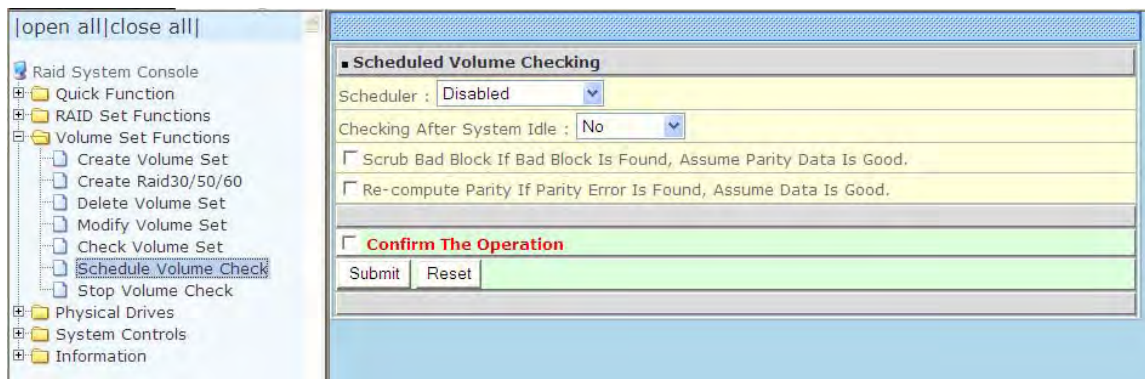 |open all|close all|
Raid System Console
Quick Function
RAID Set Functions
Volume Set Functions
Create Volume Set
Create Raid30/50/60
Delete Volume Set
Modify Volume Set
Check Volume Set
Schedule Volume Check
Stop Volume Check
Physical Drives
System Controls
Information
Scheduled Volume Checking
Scheduler : Disabled
Checking After System Idle : No
Scrub Bad Block If Bad Block Is Found, Assume Parity Data Is Good.
Re-compute Parity If Parity Error Is Found, Assume Data Is Good.
Confirm The Operation
Submit Reset